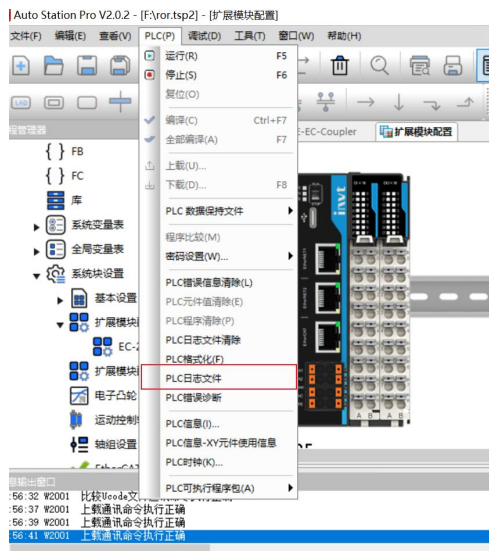 Auto Station Pro V2.0.2 - [F:\ror.tsp2] - [扩展模块配置]
文件(F) 编辑(E) 查看(V) PLC(P) 调试(D) 工具(T) 窗口(W) 帮助(H)
运行(R) F5
停止(S) F6
复位(O)
编译(C) Ctrl+F7
全部编译(A) F7
上载(U)...
下载(D)... F8
PLC 数据保持文件
程序比较(M)
密码设置(W)...
PLC错误信息清除(L)
PLC元件值清除(E)
PLC程序清除(P)
PLC日志文件清除
PLC格式化(F)
PLC日志文件
PLC错误诊断
PLC信息(I)...
PLC信息-XY元件使用信息
PLC时钟(K)...
PLC可执行程序包(A)
LAD
程管理器
FB
FC
库
系统变量表
全局变量表
系统块设置
基本设置
扩展模块
EC-2
扩展模块
电子凸轮
运动控制
轴组设置
EtherCA
E-EC-Coupler
扩展模块配置
invt
A B A B
息输出窗口
:56:32 W2001 比较Ucode文
:56:37 W2001 上载通讯命令执行正确
:56:39 W2001 上载通讯命令执行正确
:56:41 W2001 上载通讯命令执行正确